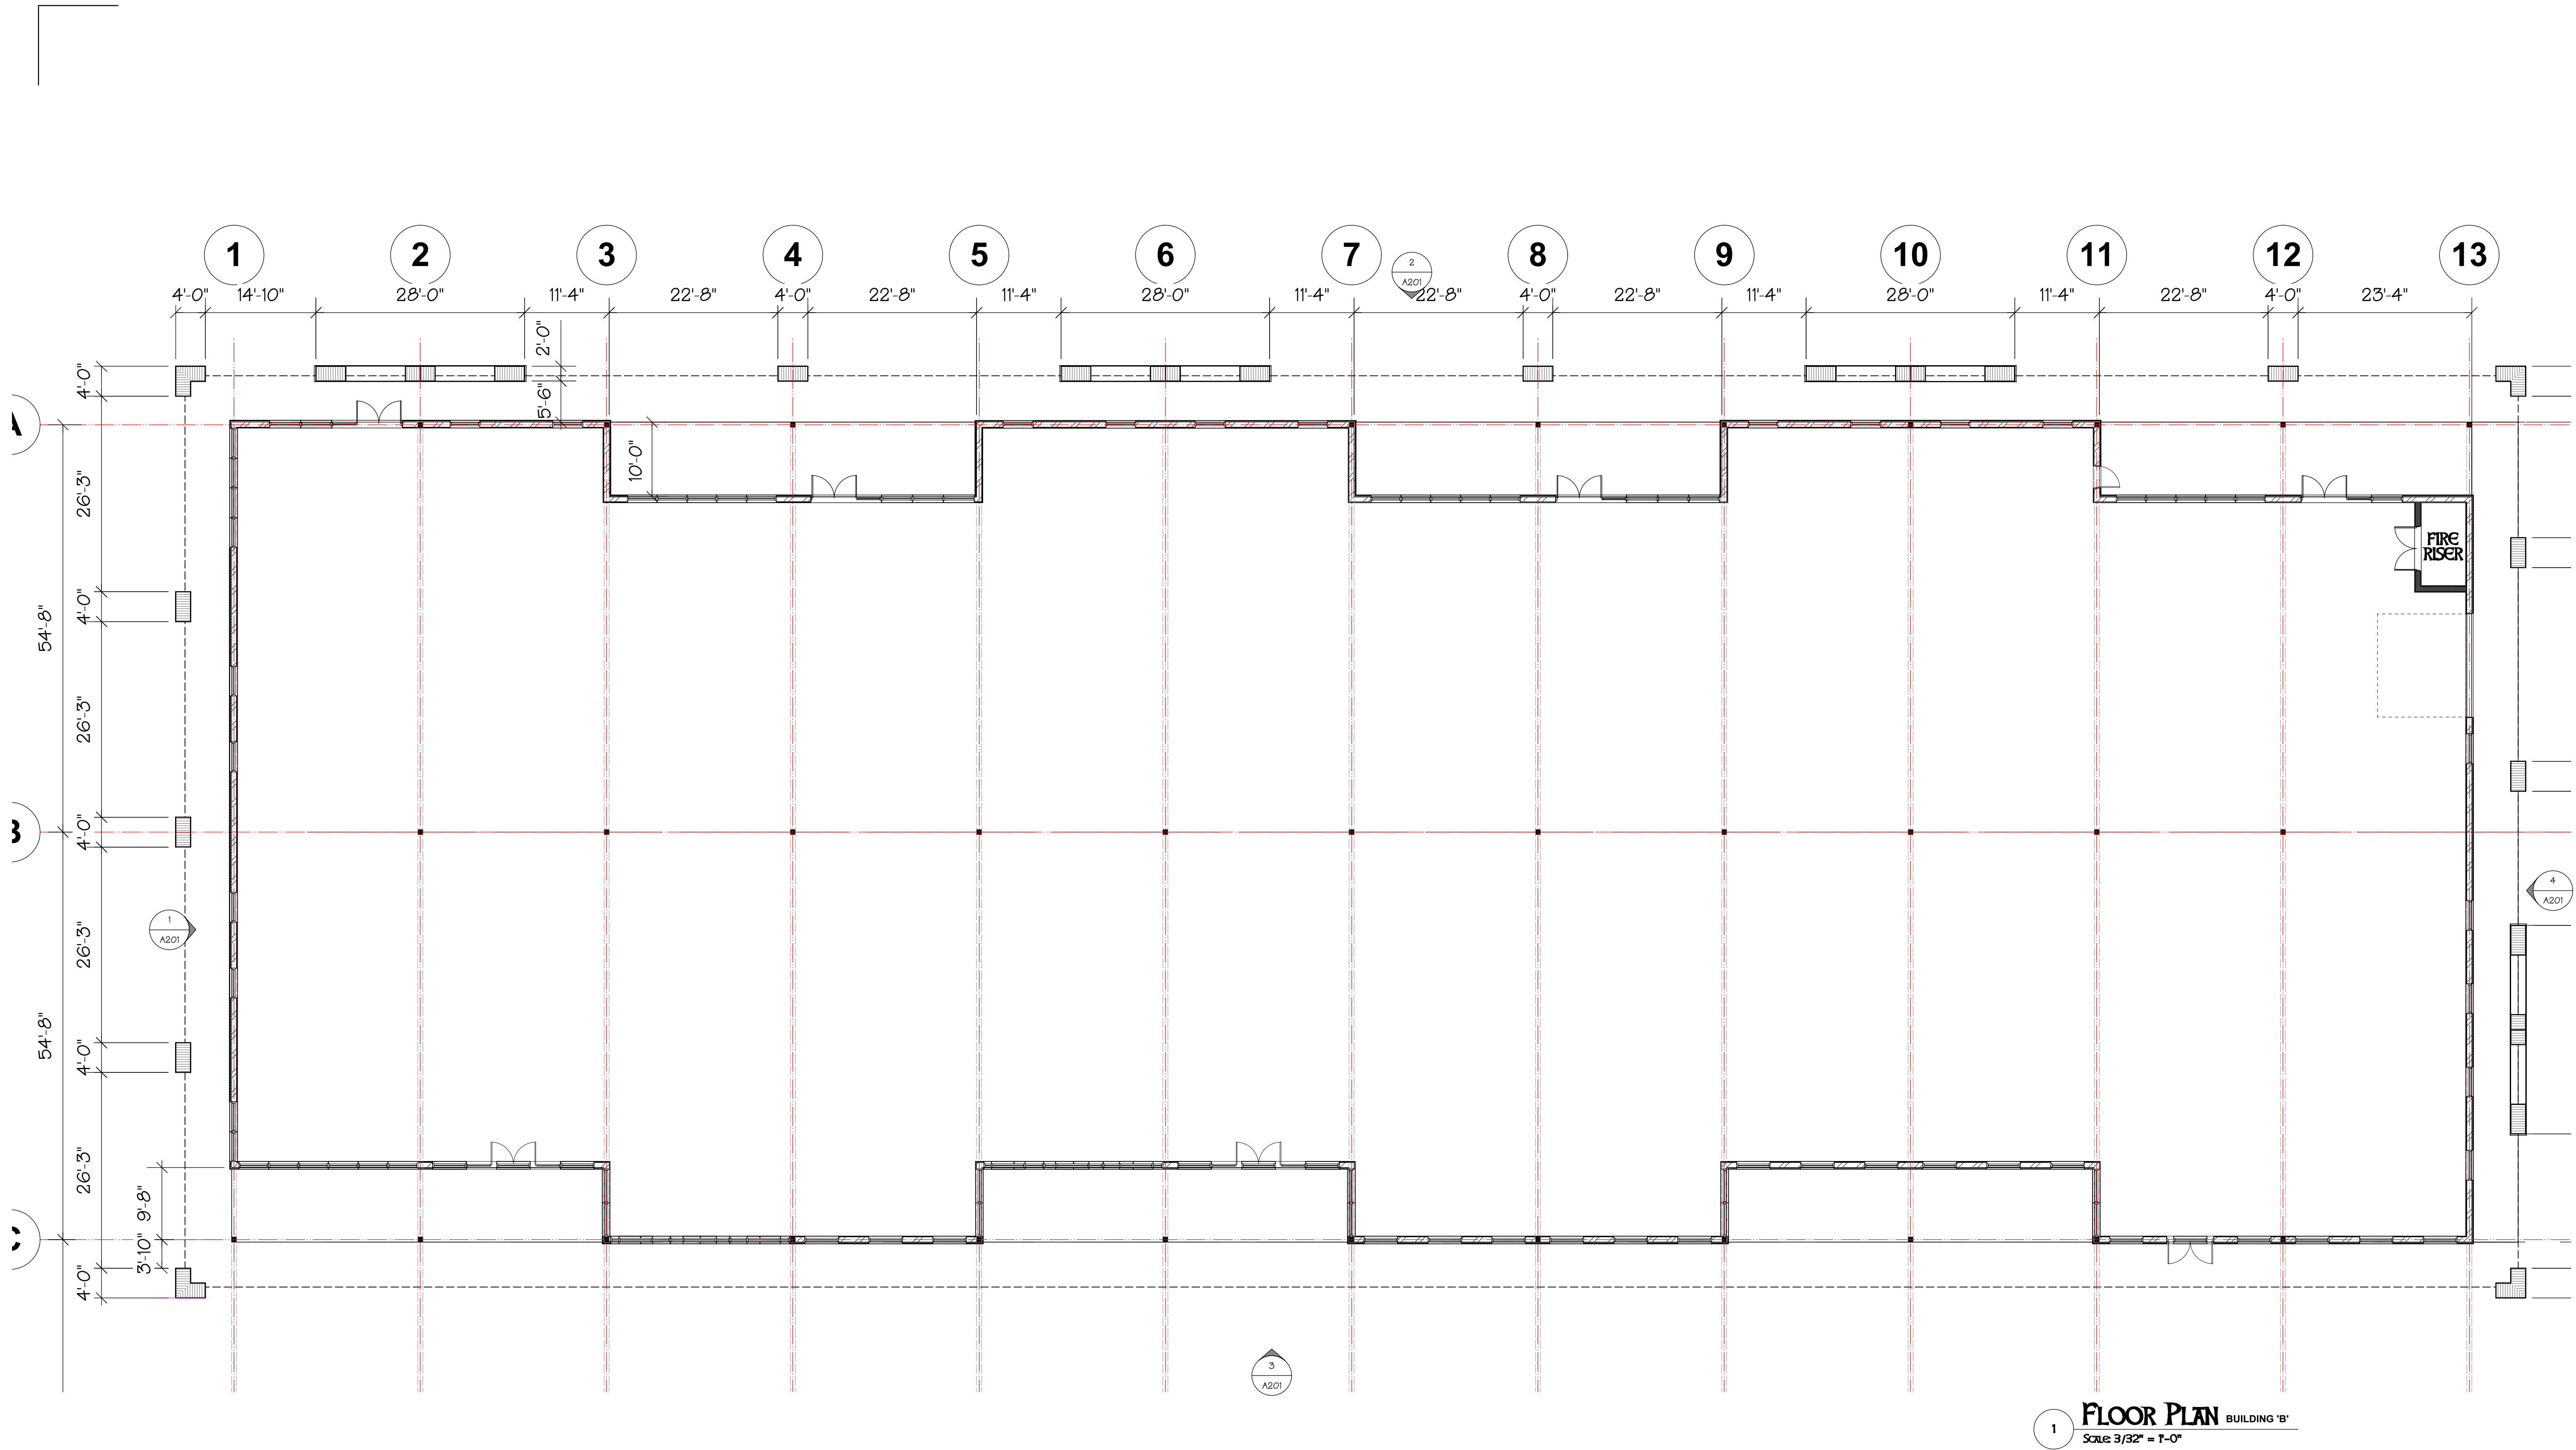 1 2 3 4 5 6 7 8 9 10 11 12 13
2
A201
4'-0" 14'-10" 28'-0" 11'-4" 22'-8" 4'-0" 22'-8" 11'-4" 28'-0" 11'-4" 22'-8" 4'-0" 22'-8" 11'-4" 28'-0" 11'-4" 22'-8" 4'-0" 23'-4"
2'-0"
5'-6"
10'-0"
4'-0"
26'-3"
4'-0"
26'-3"
4'-0"
26'-3"
4'-0"
26'-3"
4'-0"
54'-8"
54'-8"
9'-8"
3'-10"
A
B
C
FIRE
RISER
1
A201
4
A201
3
A201
1
FLOOR PLAN BUILDING 'B'
SCALE: 3/32" = 1'-0"